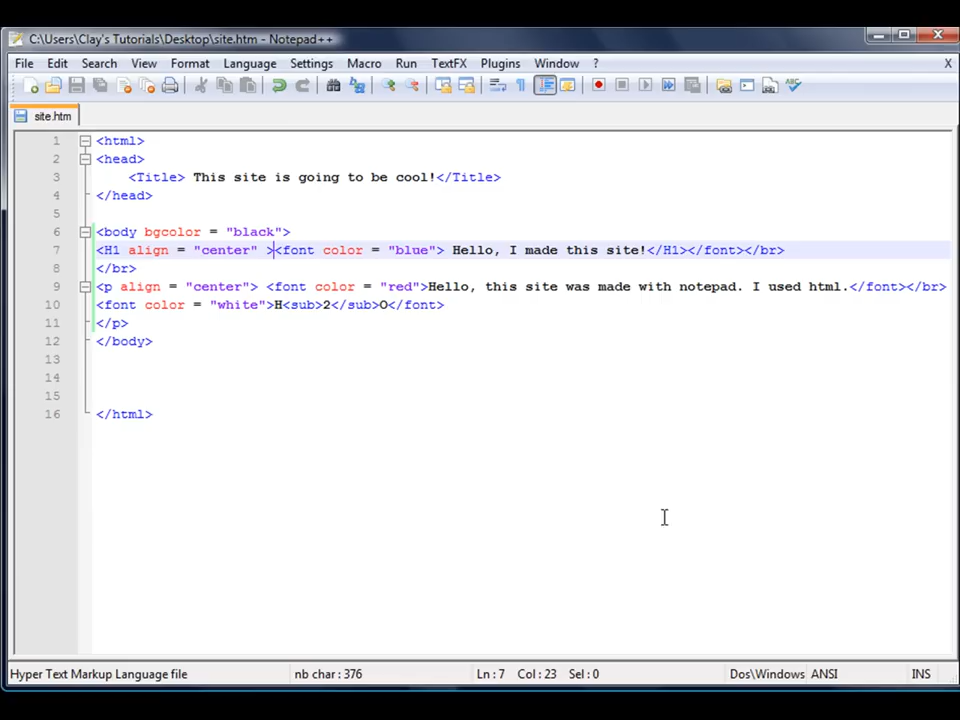 C:\Users\Clay's Tutorials\Desktop\site.htm - Notepad++
File Edit Search View Format Language Settings Macro Run TextFX Plugins Window ? X
site.htm
1 <html>
2 <head>
3 <Title> This site is going to be cool!</Title>
4 </head>
5
6 <body bgcolor = "black">
7 <H1 align = "center" ><font color = "blue"> Hello, I made this site!</H1></font></br>
8 </br>
9 <p align = "center"> <font color = "red">Hello, this site was made with notepad. I used html.</font></br>
10 <font color = "white">H<sub>2</sub>O</font>
11 </p>
12 </body>
13
14
15
16 </html>
Hyper Text Markup Language file nb char : 376 Ln : 7 Col : 23 Sel : 0 Dos\Windows ANSI INS